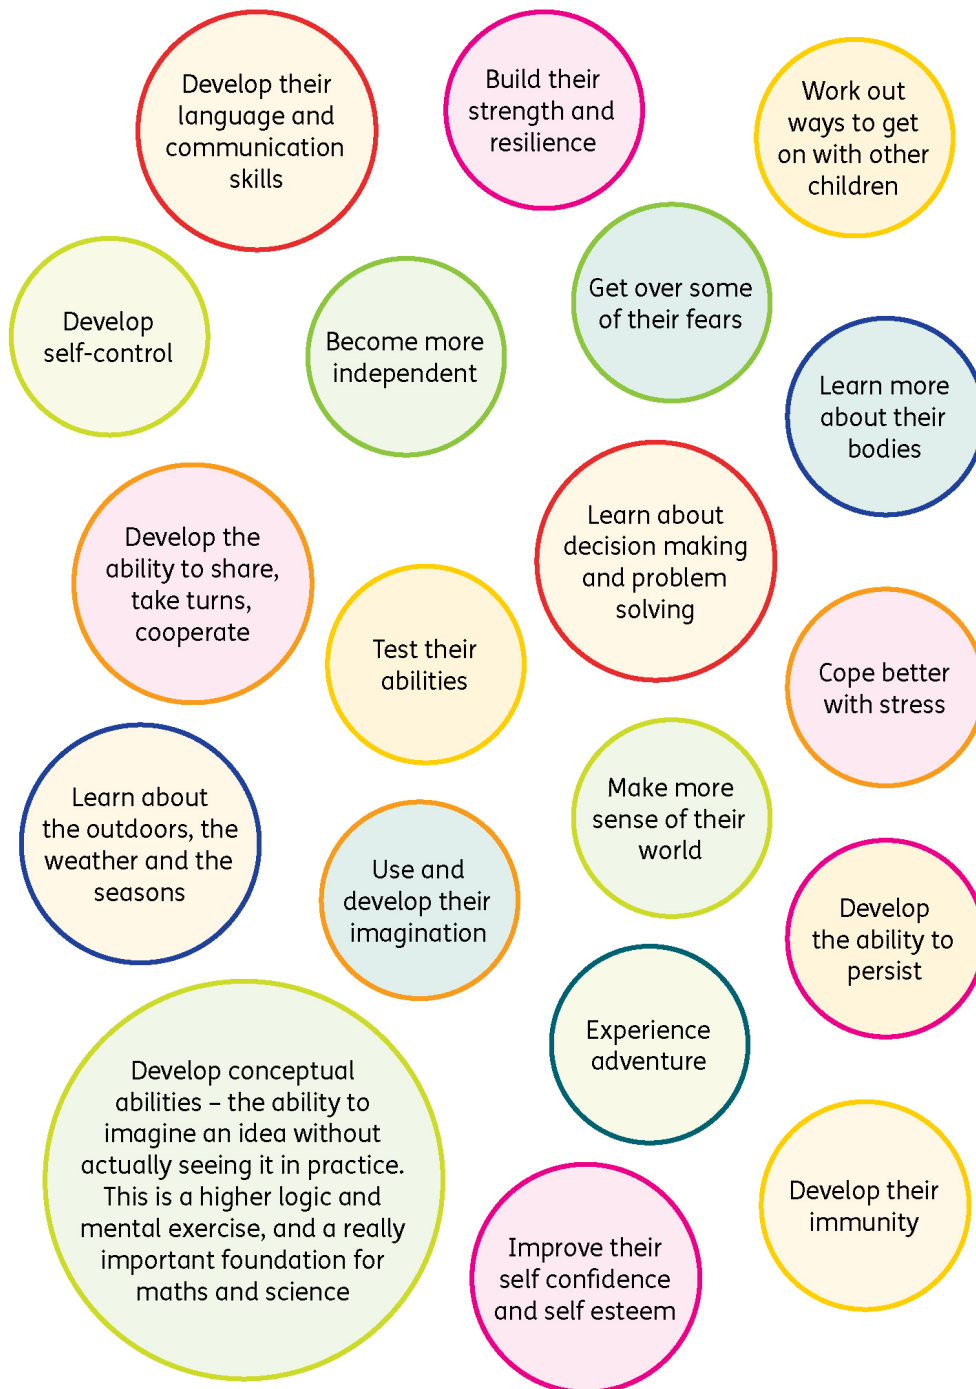 Develop their
language and
communication
skills
Build their
strength and
resilience
Work out
ways to get
on with other
children
Develop
self-control
Become more
independent
Get over some
of their fears
Learn more
about their
bodies
Develop the
ability to share,
take turns,
cooperate
Test their
abilities
Learn about
decision making
and problem
solving
Cope better
with stress
Learn about
the outdoors, the
weather and the
seasons
Use and
develop their
imagination
Make more
sense of their
world
Develop
the ability to
persist
Develop conceptual
abilities – the ability to
imagine an idea without
actually seeing it in practice.
This is a higher logic and
mental exercise, and a really
important foundation for
maths and science
Experience
adventure
Improve their
self confidence
and self esteem
Develop their
immunity